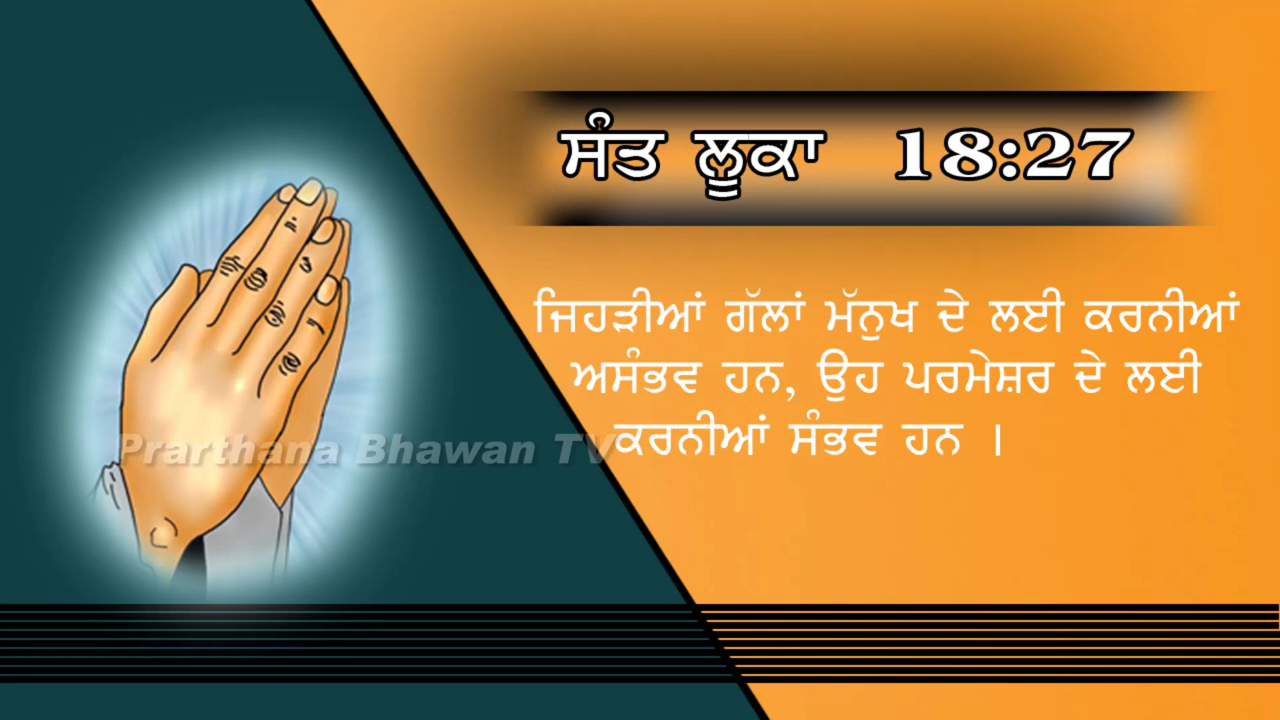 ਸੰਤ ਲੂਕਾ 18:27
ਜਿਹੜੀਆਂ ਗੱਲਾਂ ਮੱਨੁਖ ਦੇ ਲਈ ਕਰਨੀਆਂ
ਅਸੰਭਵ ਹਨ, ਉਹ ਪਰਮੇਸ਼ਰ ਦੇ ਲਈ
ਕਰਨੀਆਂ ਸੰਭਵ ਹਨ ।
Prarthana Bhawan TV